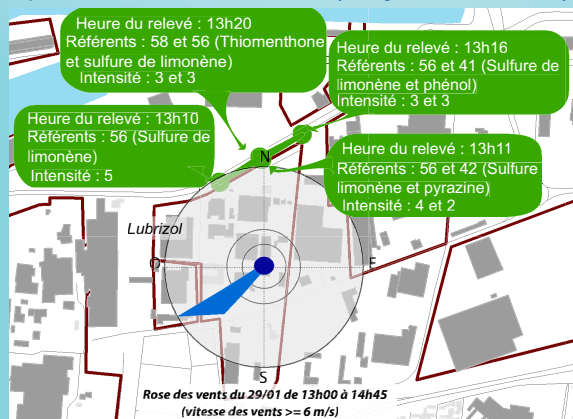 Heure du relevé : 13h20
Référents : 58 et 56 (Thiomenthone
et sulfure de limonène)
Intensité : 3 et 3
Heure du relevé : 13h16
Référents : 56 et 41 (Sulfure de
limonène et phénol)
Intensité : 3 et 3
Heure du relevé : 13h10
Référents : 56 (Sulfure de
limonène)
Intensité : 5
Heure du relevé : 13h11
Référents : 56 et 42 (Sulfure
limonène et pyrazine)
Intensité : 4 et 2
N
Lubrizol
O
E
S
Rose des vents du 29/01 de 13h00 à 14h45
(vitesse des vents >= 6 m/s)